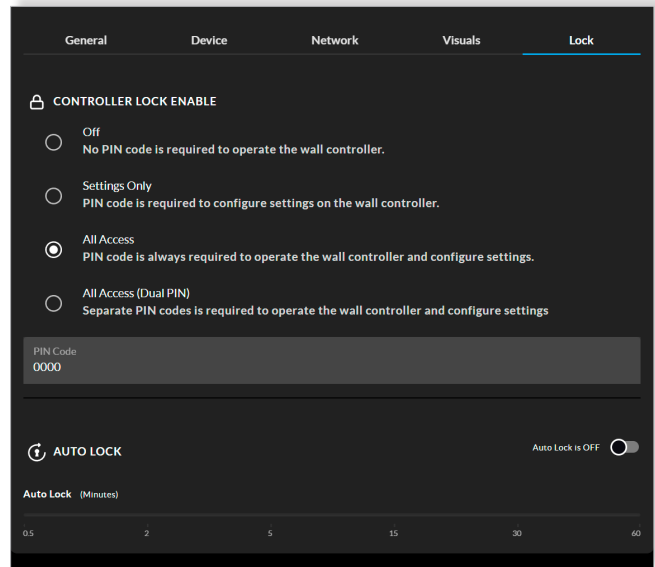 General Device Network Visuals Lock
CONTROLLER LOCK ENABLE
Off
No PIN code is required to operate the wall controller.
Settings Only
PIN code is required to configure settings on the wall controller.
All Access
PIN code is always required to operate the wall controller and configure settings.
All Access (Dual PIN)
Separate PIN codes is required to operate the wall controller and configure settings
PIN Code
0000
AUTO LOCK Auto Lock is OFF
Auto Lock (Minutes)
0.5 2 5 15 30 60